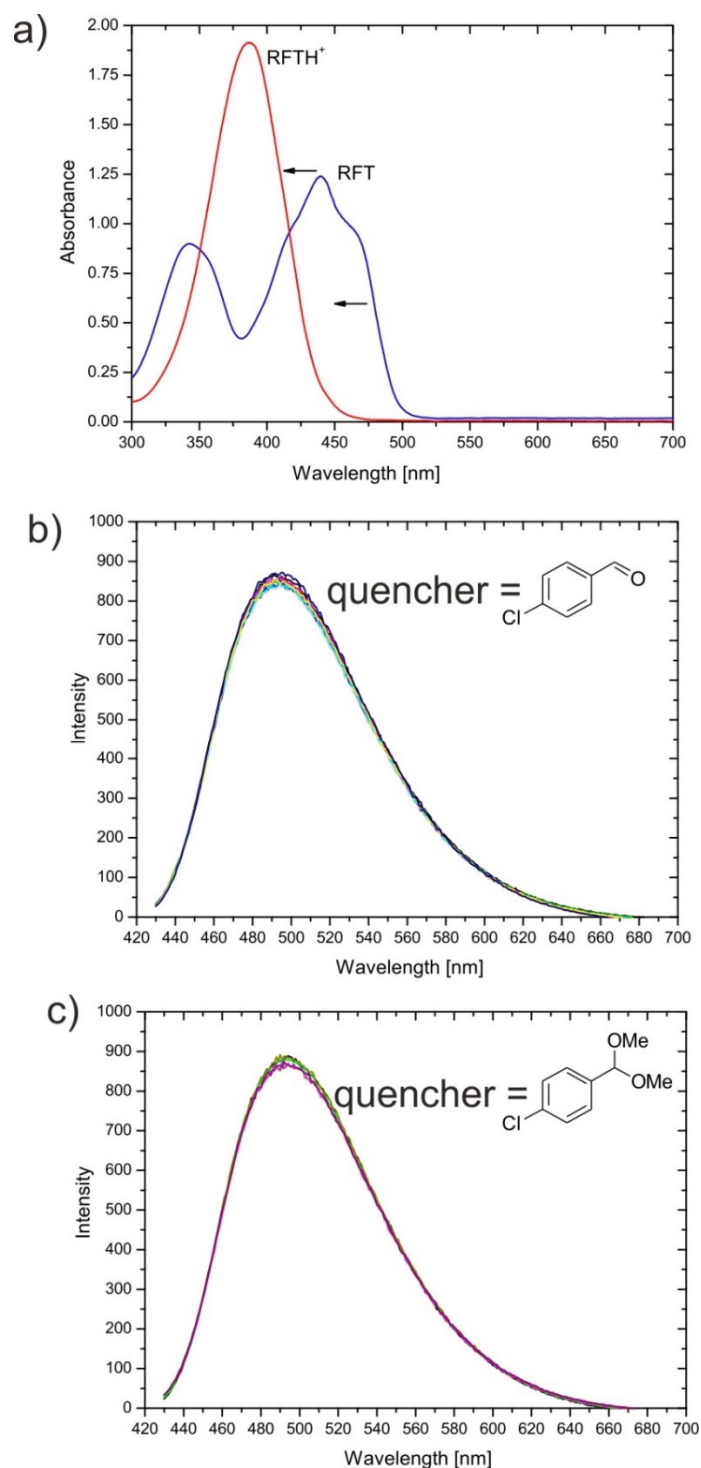 a)
2.00
1.75
1.50
1.25
1.00
0.75
0.50
0.25
0.00
Absorbance
RFTH+
RFT
300 350 400 450 500 550 600 650 700
Wavelength [nm]
b)
1000
900
800
700
600
500
400
300
200
100
0
Intensity
quencher =
Cl
O
420 440 460 480 500 520 540 560 580 600 620 640 660 680 700
Wavelength [nm]
c)
1000
900
800
700
600
500
400
300
200
100
0
Intensity
quencher =
OMe
OMe
Cl
420 440 460 480 500 520 540 560 580 600 620 640 660 680 700
Wavelength [nm]